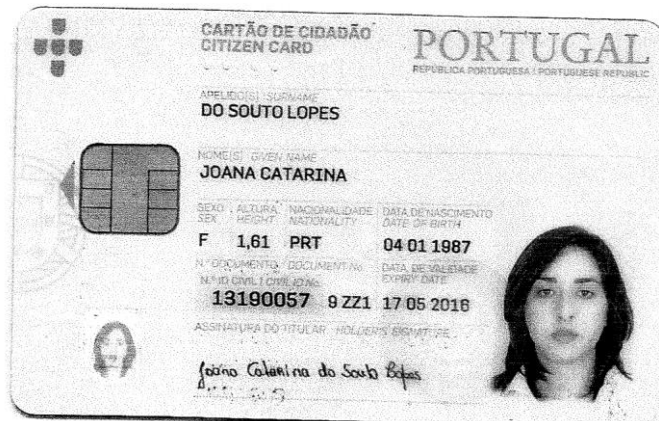 CARTÃO DE CIDADÃO
CITIZEN CARD
PORTUGAL
REPÚBLICA PORTUGUESA / PORTUGUESE REPUBLIC
APELIDO(S) SURNAME
DO SOUTO LOPES
NOME(S) GIVEN NAME
JOANA CATARINA
SEXO ALTURA NACIONALIDADE DATA DE NASCIMENTO
SEX HEIGHT NATIONALITY DATE OF BIRTH
F 1,61 PRT 04 01 1987
N.º DOCUMENTO DOCUMENT No. DATA DE VALIDADE
N.º ID CIVIL / CIVIL ID No. EXPIRY DATE
13190057 9 ZZ1 17 05 2016
ASSINATURA DO TITULAR HOLDER'S SIGNATURE
Joana Catarina do Souto Lopes